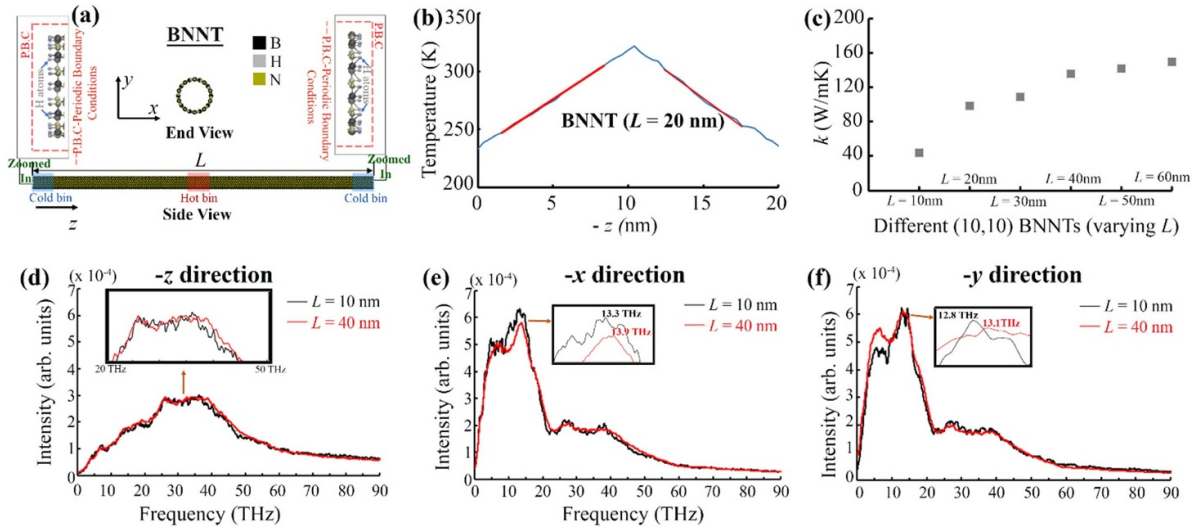 (a)
BNNT
B
H
N
P.B.C
H atoms
--P.B.C-Periodic Boundary
Conditions
y
x
End View
--P.B.C-Periodic Boundary
Conditions
H atoms
P.B.C
Zoomed
In
L
Zoomed
In
Cold bin
Hot bin
Cold bin
Side View
z
(b)
Temperature (K)
350
300
250
200
BNNT (L = 20 nm)
0
5
10
15
20
- z (nm)
(c)
k (W/mK)
200
160
120
80
40
0
L = 10nm
L = 20nm
L = 30nm
L = 40nm
L = 50nm
L = 60nm
Different (10,10) BNNTs (varying L)
(d)
(x 10⁻⁴)
-z direction
L = 10 nm
L = 40 nm
20 THz
50 THz
Intensity (arb. units)
7
6
5
4
3
2
1
0
0 10 20 30 40 50 60 70 80 90
Frequency (THz)
(e)
(x 10⁻⁴)
-x direction
L = 10 nm
L = 40 nm
13.3 THz
13.9 THz
Intensity (arb. units)
7
6
5
4
3
2
1
0
0 10 20 30 40 50 60 70 80 90
Frequency (THz)
(f)
(x 10⁻⁴)
-y direction
L = 10 nm
L = 40 nm
12.8 THz
13.1THz
Intensity (arb. units)
7
6
5
4
3
2
1
0
0 10 20 30 40 50 60 70 80 90
Frequency (THz)